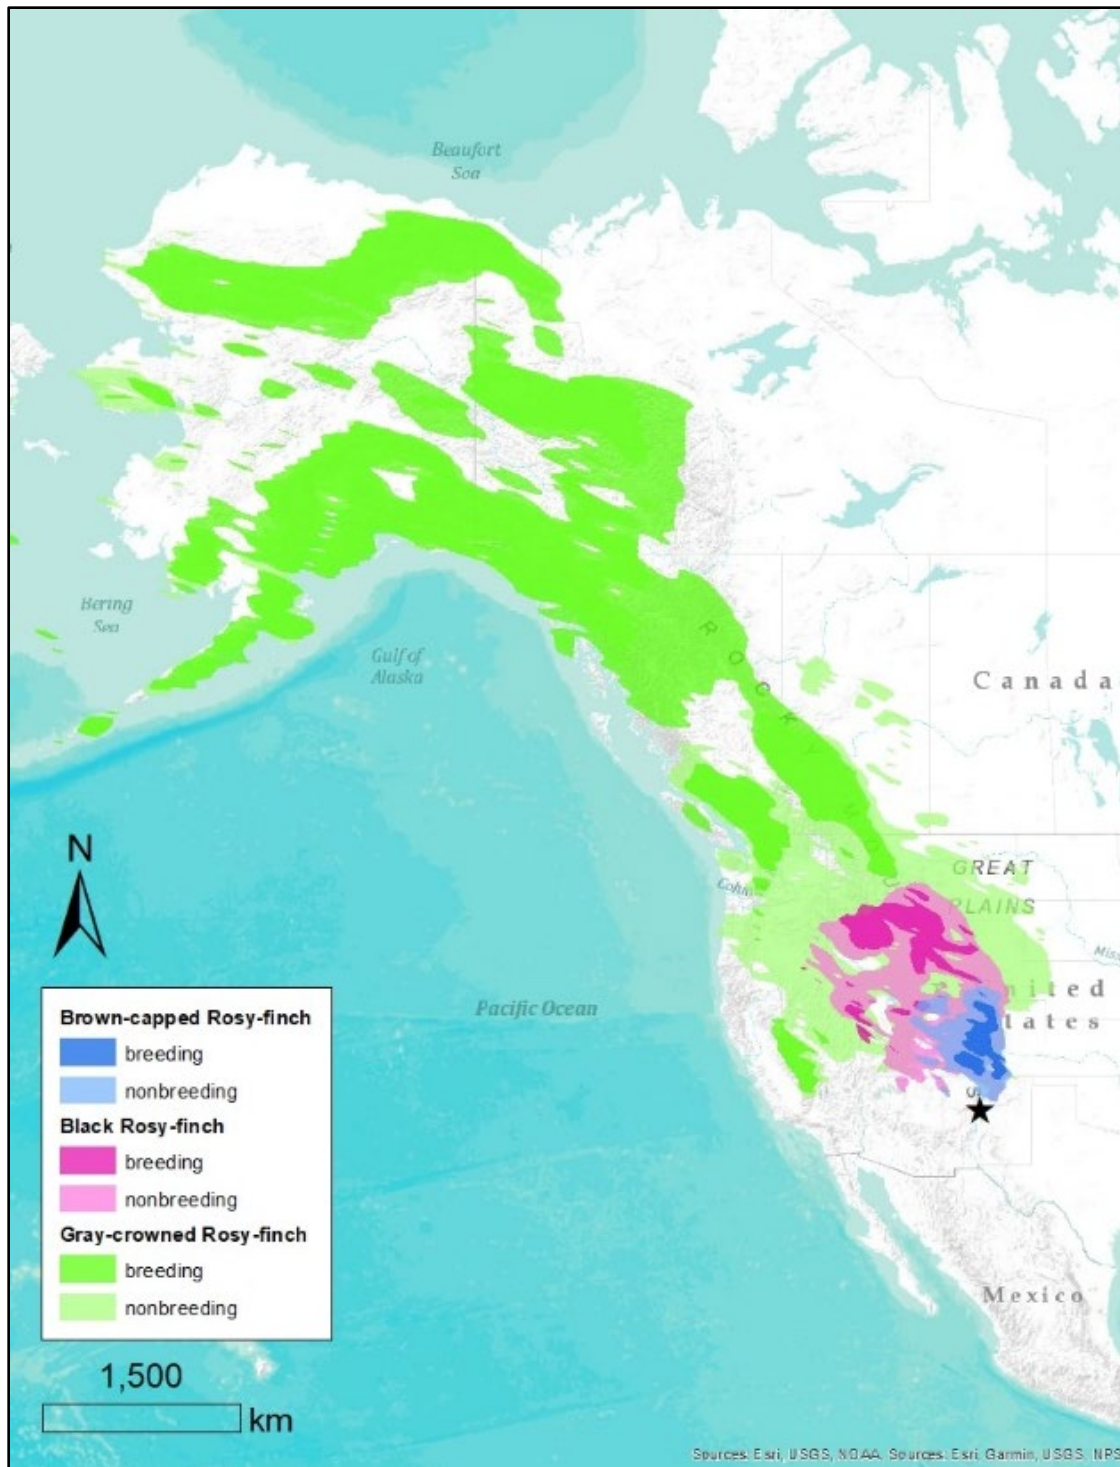 Beaufort
Sea
Bering
Sea
Gulf of
Alaska
R O C K Y
Canada
GREAT
PLAINS
United
States
Pacific Ocean
Mexico
N
Brown-capped Rosy-finch
breeding
nonbreeding
Black Rosy-finch
breeding
nonbreeding
Gray-crowned Rosy-finch
breeding
nonbreeding
1,500
km
Sources: Esri, USGS, NOAA, Sources: Esri, Garmin, USGS, NPS